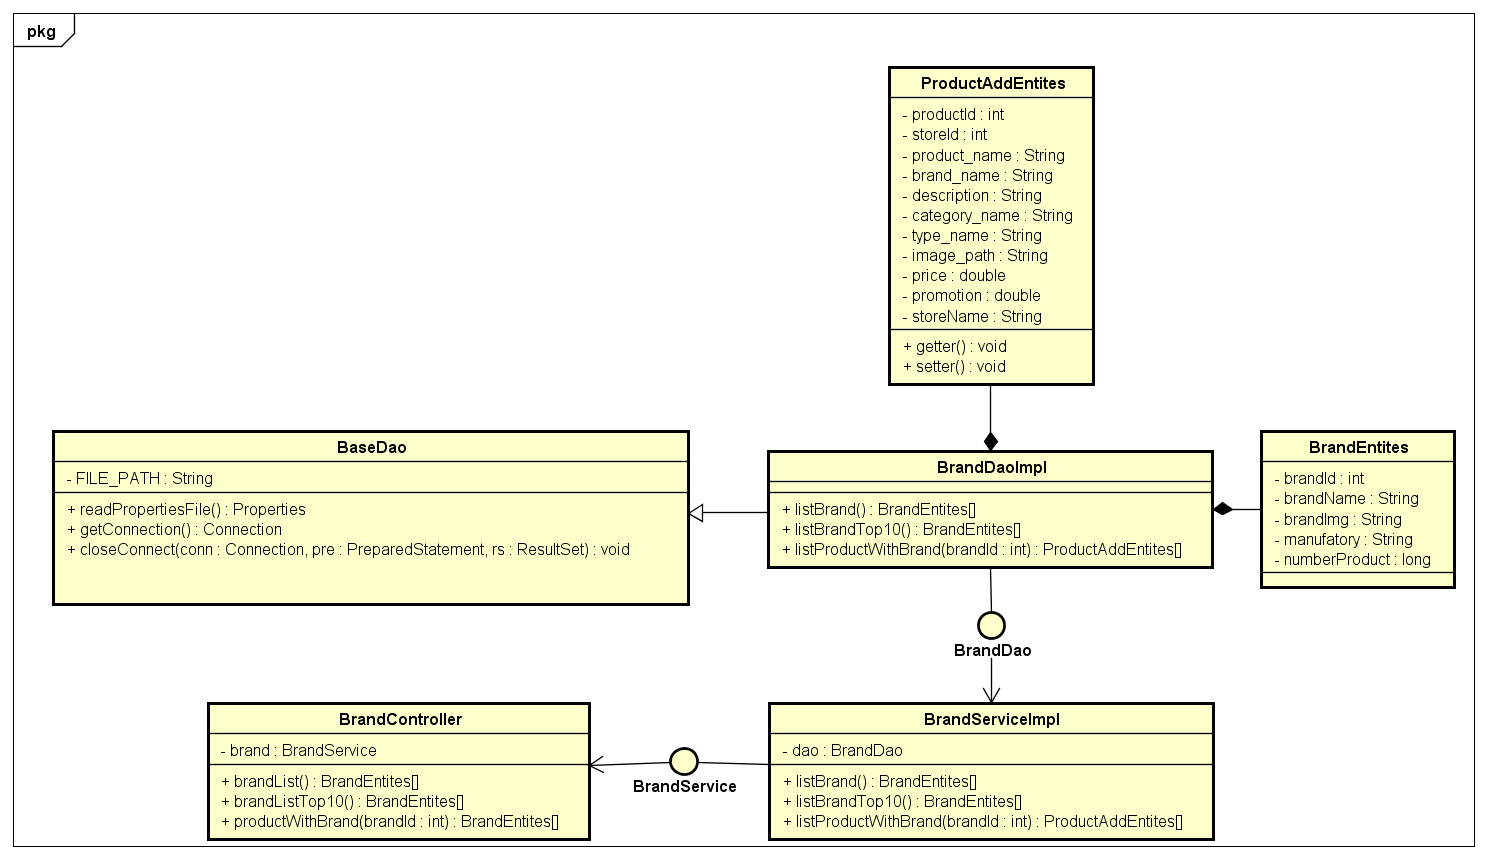 pkg
ProductAddEntites
- productId : int
- storeId : int
- product_name : String
- brand_name : String
- description : String
- category_name : String
- type_name : String
- image_path : String
- price : double
- promotion : double
- storeName : String
+ getter() : void
+ setter() : void
BaseDao
- FILE_PATH : String
+ readPropertiesFile() : Properties
+ getConnection() : Connection
+ closeConnect(conn : Connection, pre : PreparedStatement, rs : ResultSet) : void
BrandDaoImpl
+ listBrand() : BrandEntites[]
+ listBrandTop10() : BrandEntites[]
+ listProductWithBrand(brandId : int) : ProductAddEntites[]
BrandEntites
- brandId : int
- brandName : String
- brandImg : String
- manufatory : String
- numberProduct : long
BrandDao
BrandController
- brand : BrandService
+ brandList() : BrandEntites[]
+ brandListTop10() : BrandEntites[]
+ productWithBrand(brandId : int) : BrandEntites[]
BrandService
BrandServiceImpl
- dao : BrandDao
+ listBrand() : BrandEntites[]
+ listBrandTop10() : BrandEntites[]
+ listProductWithBrand(brandId : int) : ProductAddEntites[]